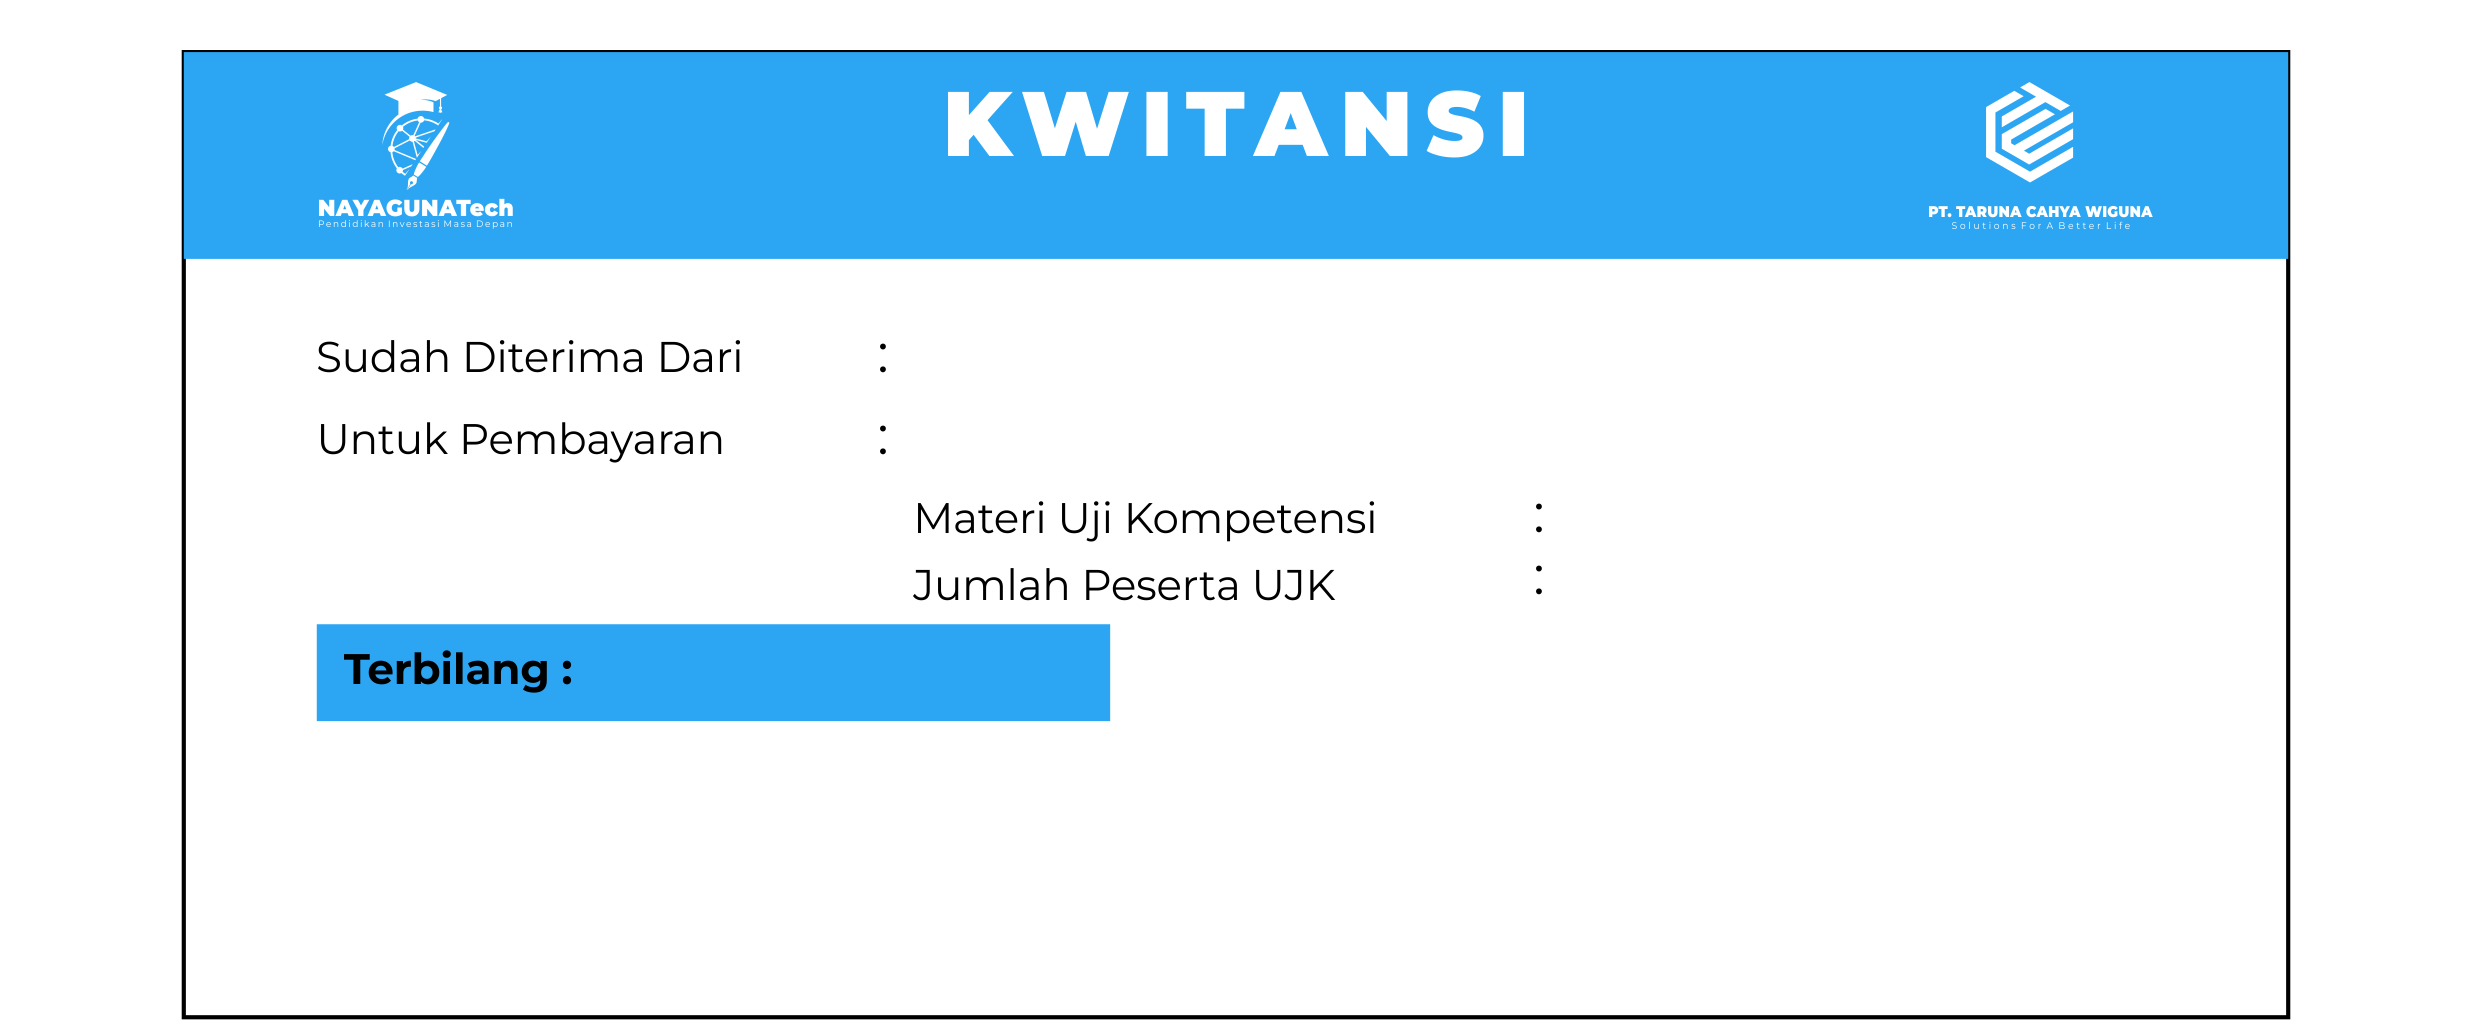 KWITANSI
NAYAGUNATech
Pendidikan Investasi Masa Depan
PT. TARUNA CAHYA WIGUNA
Solutions For A Better Life
Sudah Diterima Dari :
Untuk Pembayaran :
Materi Uji Kompetensi :
Jumlah Peserta UJK :
Terbilang :